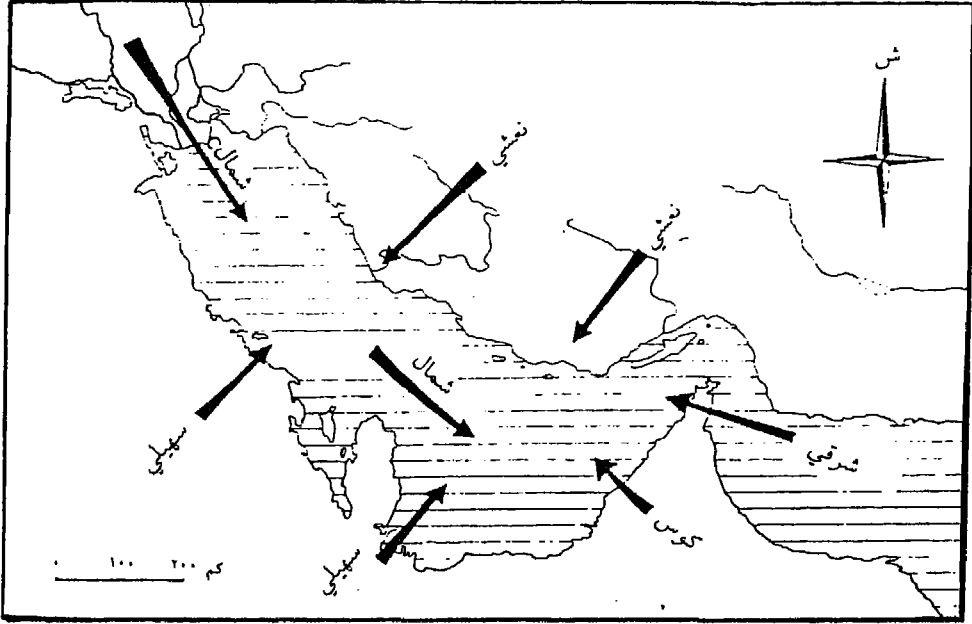 ش
شمال
نعشي
نعشي
شمال
سهيلي
شرقي
كوس
سهيلي
٠ ١٠٠ ٢٠٠ كم